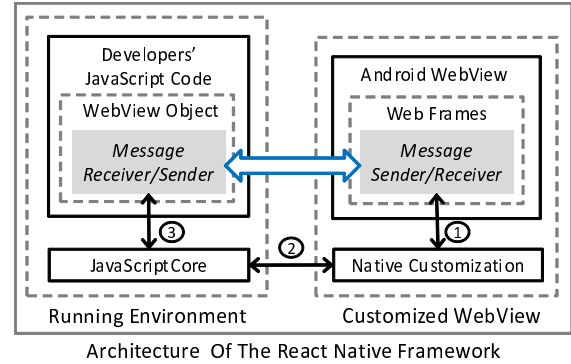 Developers’
JavaScript Code
WebView Object
Message
Receiver/Sender
3
JavaScriptCore
Running Environment
2
Android WebView
Web Frames
Message
Sender/Receiver
1
Native Customization
Customized WebView
Architecture Of The React Native Framework